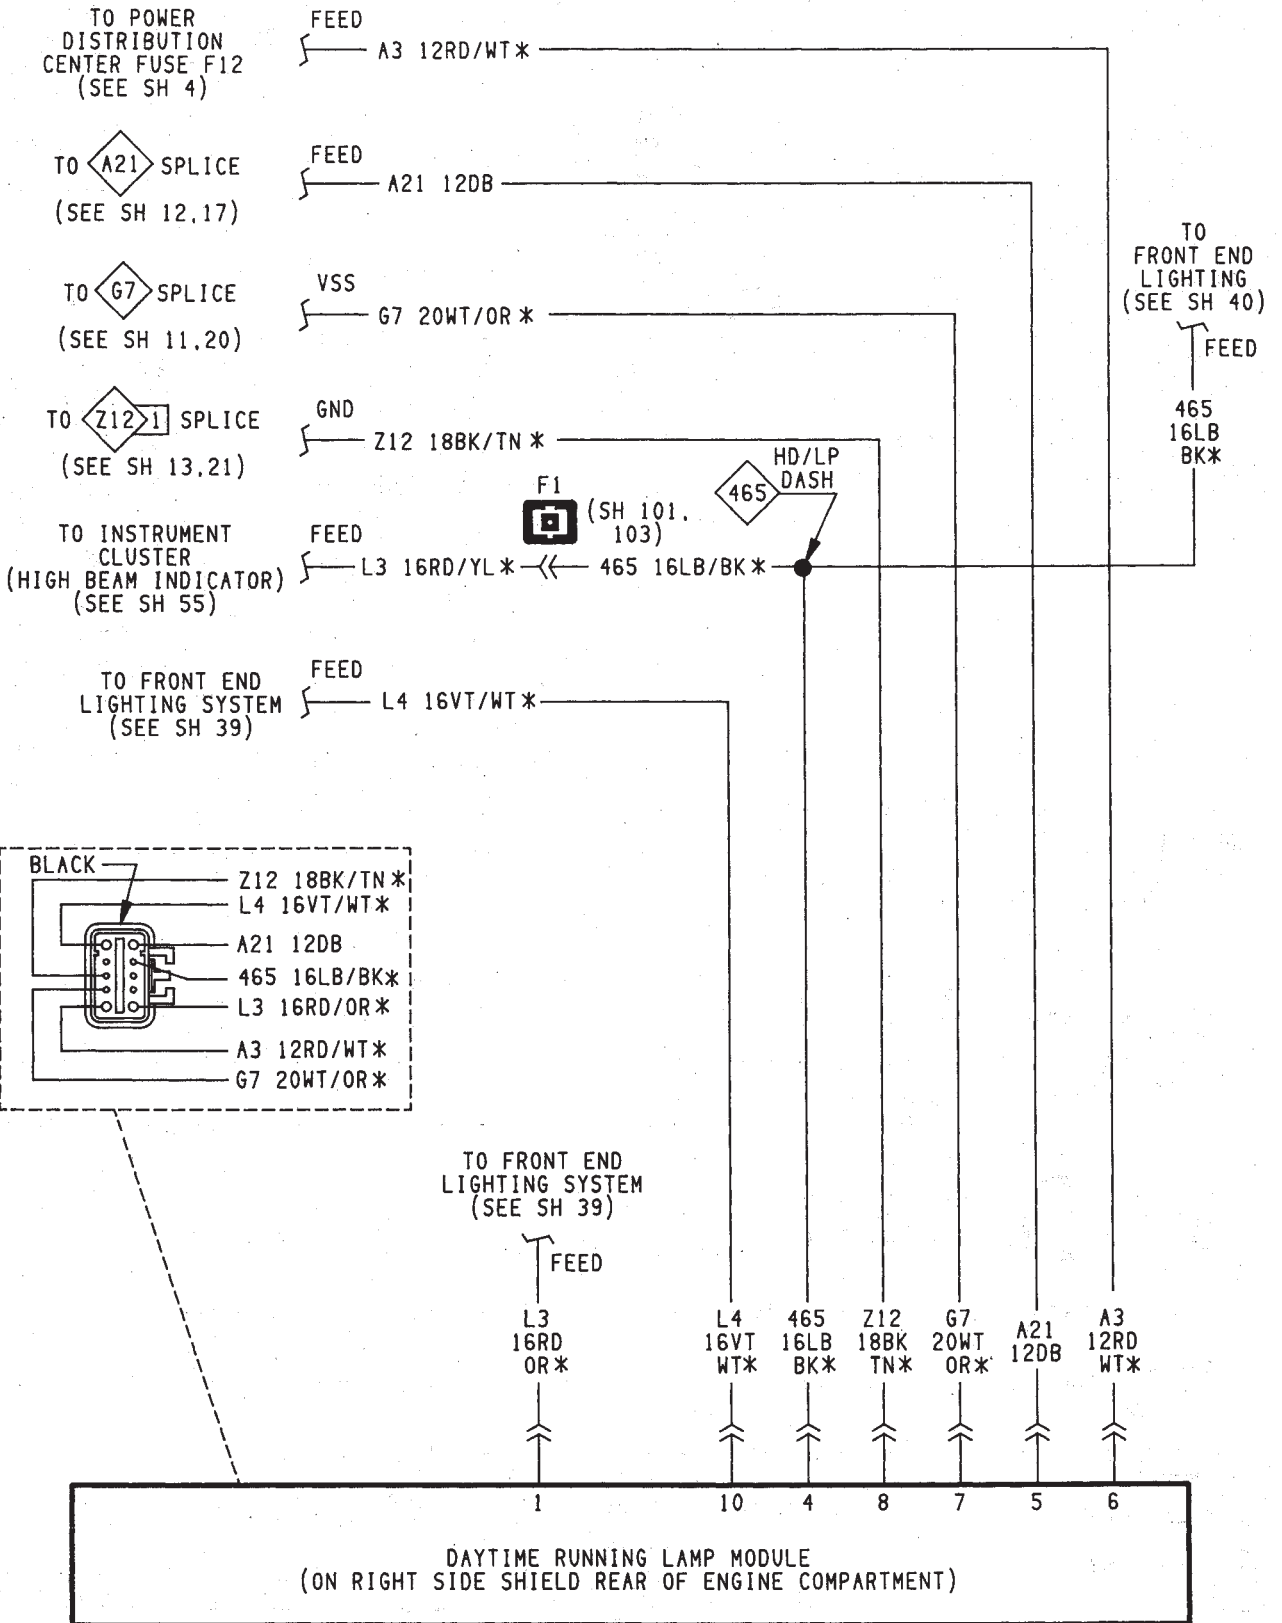 TO POWER
DISTRIBUTION
CENTER FUSE F12
(SEE SH 4)
FEED
A3 12RD/WT*
TO A21 SPLICE
(SEE SH 12,17)
FEED
A21 12DB
TO G7 SPLICE
(SEE SH 11,20)
VSS
G7 20WT/OR *
TO
FRONT END
LIGHTING
(SEE SH 40)
FEED
465
16LB
BK*
TO Z12 1 SPLICE
(SEE SH 13,21)
GND
Z12 18BK/TN *
HD/LP
DASH
465
F1
(SH 101,
103)
TO INSTRUMENT
CLUSTER
(HIGH BEAM INDICATOR)
(SEE SH 55)
FEED
L3 16RD/YL*
465 16LB/BK*
TO FRONT END
LIGHTING SYSTEM
(SEE SH 39)
FEED
L4 16VT/WT*
BLACK
Z12 18BK/TN*
L4 16VT/WT*
A21 12DB
465 16LB/BK*
L3 16RD/OR*
A3 12RD/WT*
G7 20WT/OR*
TO FRONT END
LIGHTING SYSTEM
(SEE SH 39)
FEED
L3
16RD
OR*
L4
16VT
WT*
465
16LB
BK*
Z12
18BK
TN*
G7
20WT
OR*
A21
12DB
A3
12RD
WT*
1 10 4 8 7 5 6
DAYTIME RUNNING LAMP MODULE
(ON RIGHT SIDE SHIELD REAR OF ENGINE COMPARTMENT)